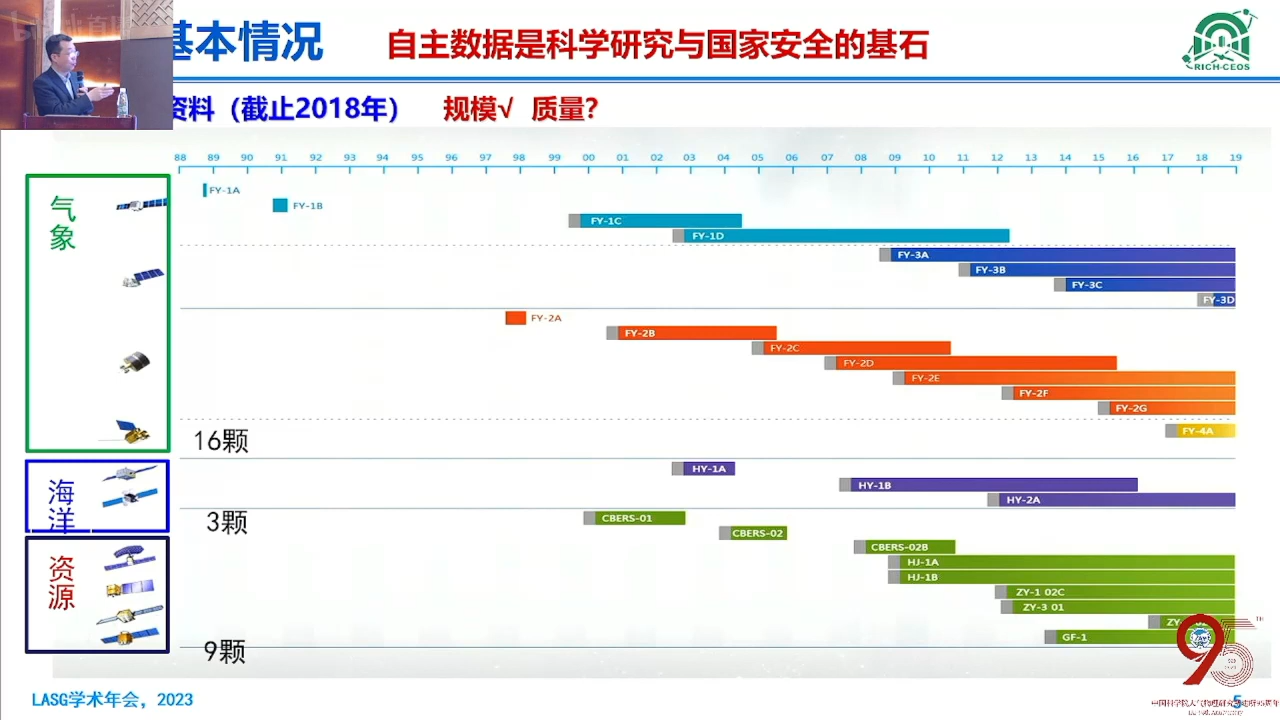 基本情况
自主数据是科学研究与国家安全的基石
RICH-CEOS
资料（截止2018年）
规模√ 质量？
88 89 90 91 92 93 94 95 96 97 98 99 00 01 02 03 04 05 06 07 08 09 10 11 12 13 14 15 16 17 18 19
气象
FY-1A
FY-1B
FY-1C
FY-1D
FY-3A
FY-3B
FY-3C
FY-3D
FY-2A
FY-2B
FY-2C
FY-2D
FY-2E
FY-2F
FY-2G
FY-4A
16颗
海洋
HY-1A
HY-1B
HY-2A
3颗
资源
CBERS-01
CBERS-02
CBERS-02B
HJ-1A
HJ-1B
ZY-1 02C
ZY-3 01
GF-1
9颗
95
TH
LASG学术年会，2023
5